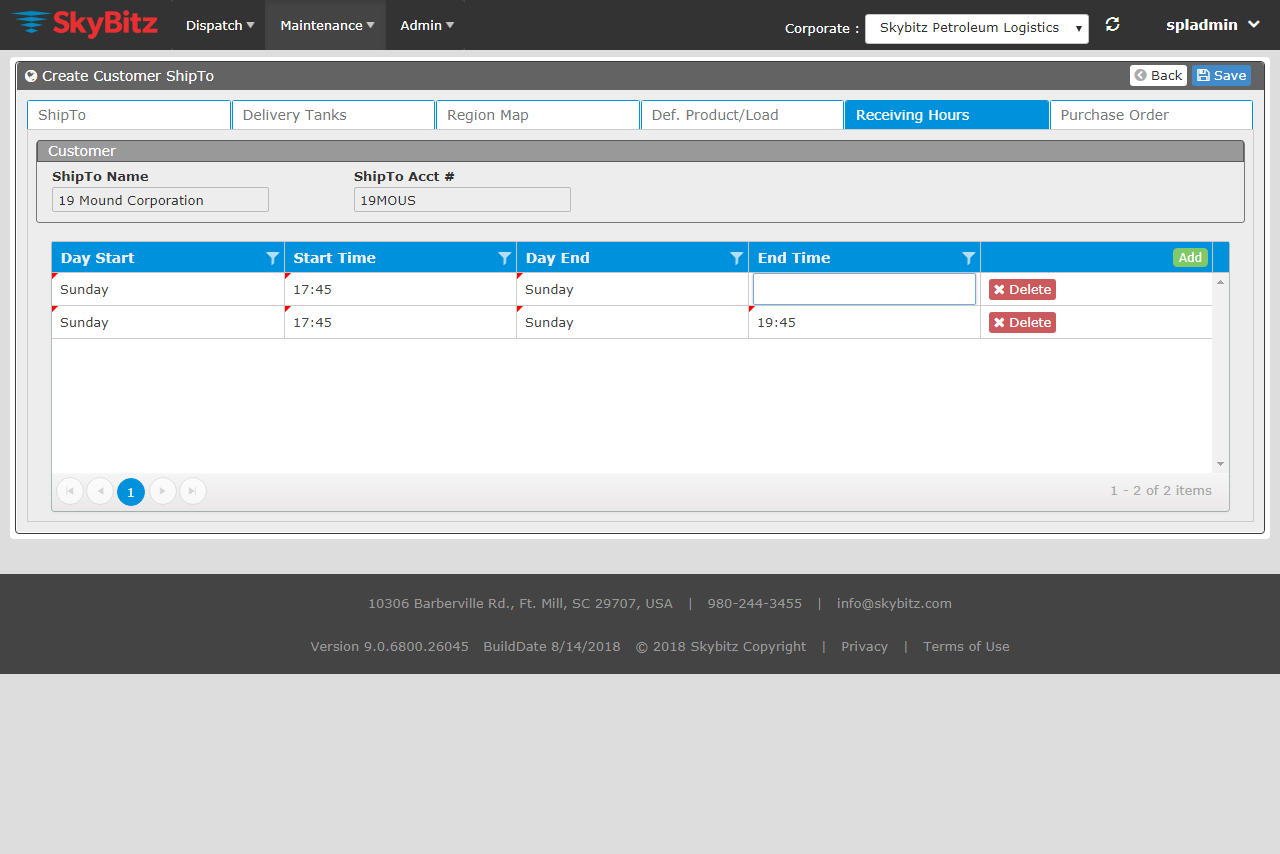 SkyBitz Dispatch Maintenance Admin Corporate : Skybitz Petroleum Logistics spladmin
Create Customer ShipTo Back Save
ShipTo Delivery Tanks Region Map Def. Product/Load Receiving Hours Purchase Order
Customer
ShipTo Name ShipTo Acct #
19 Mound Corporation 19MOUS
Day Start Start Time Day End End Time Add
Sunday 17:45 Sunday Delete
Sunday 17:45 Sunday 19:45 Delete
1 1 - 2 of 2 items
10306 Barberville Rd., Ft. Mill, SC 29707, USA | 980-244-3455 | info@skybitz.com
Version 9.0.6800.26045 BuildDate 8/14/2018 © 2018 Skybitz Copyright | Privacy | Terms of Use